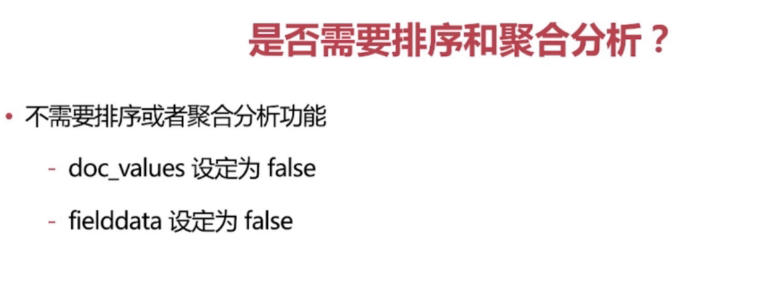 是否需要排序和聚合分析？
• 不需要排序或者聚合分析功能
- doc_values 设定为 false
- fielddata 设定为 false